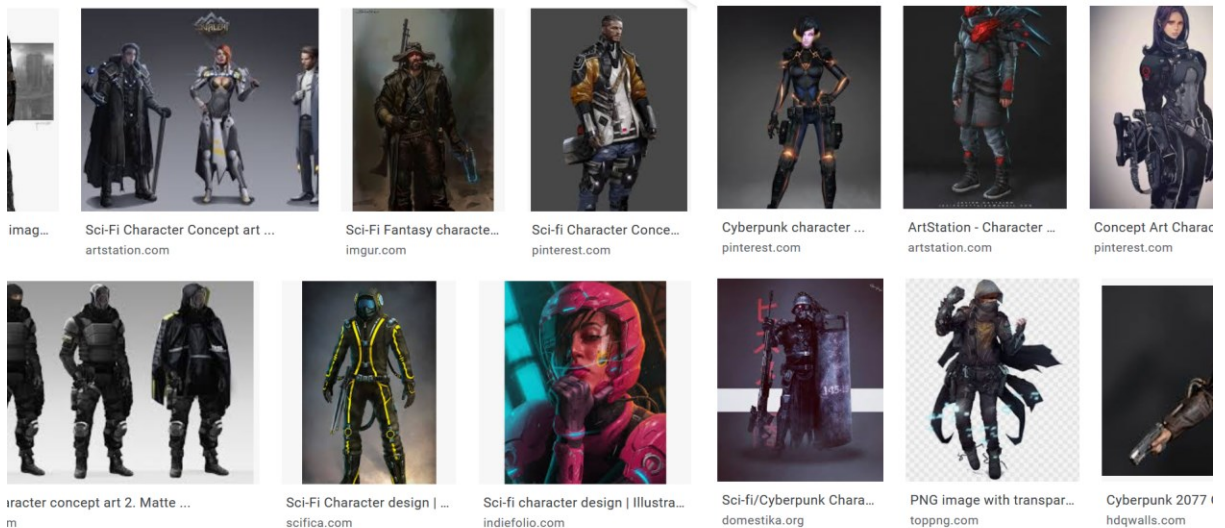 imag...
Sci-Fi Character Concept art ...
artstation.com
Sci-Fi Fantasy characte...
imgur.com
Sci-fi Character Conce...
pinterest.com
Cyberpunk character ...
pinterest.com
ArtStation - Character ...
artstation.com
Concept Art Charac
pinterest.com
145-
aracter concept art 2. Matte ...
m
Sci-Fi Character design | ...
scifica.com
Sci-fi character design | Illustra...
indiefolio.com
Sci-fi/Cyberpunk Chara...
domestika.org
PNG image with transpar...
toppng.com
Cyberpunk 2077
hdqwalls.com